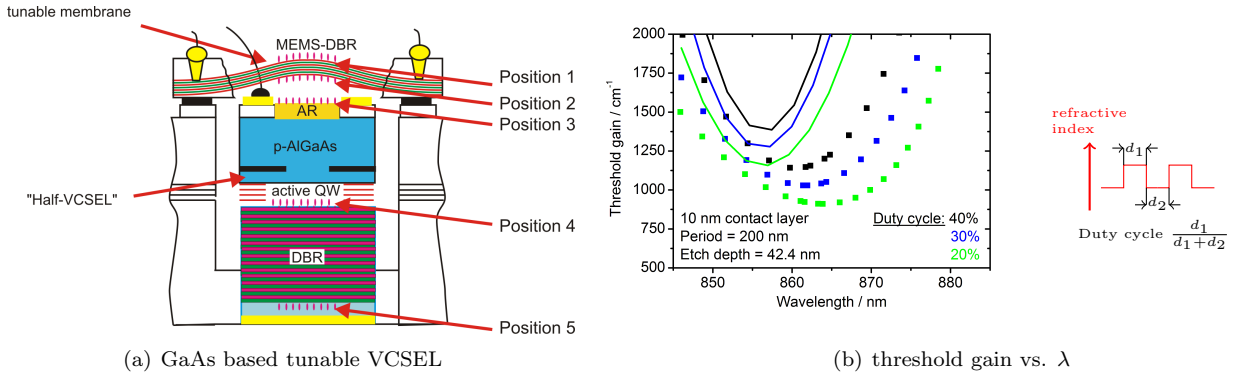 tunable membrane
MEMS-DBR
Position 1
Position 2
Position 3
AR
p-AlGaAs
"Half-VCSEL"
active QW
Position 4
DBR
Position 5
(a) GaAs based tunable VCSEL
Threshold gain / cm⁻¹
2000
1750
1500
1250
1000
750
500
10 nm contact layer
Period = 200 nm
Etch depth = 42.4 nm
Duty cycle: 40%
30%
20%
850
860
870
880
Wavelength / nm
refractive
index
d₁
d₂
Duty cycle d₁/(d₁+d₂)
(b) threshold gain vs. λ